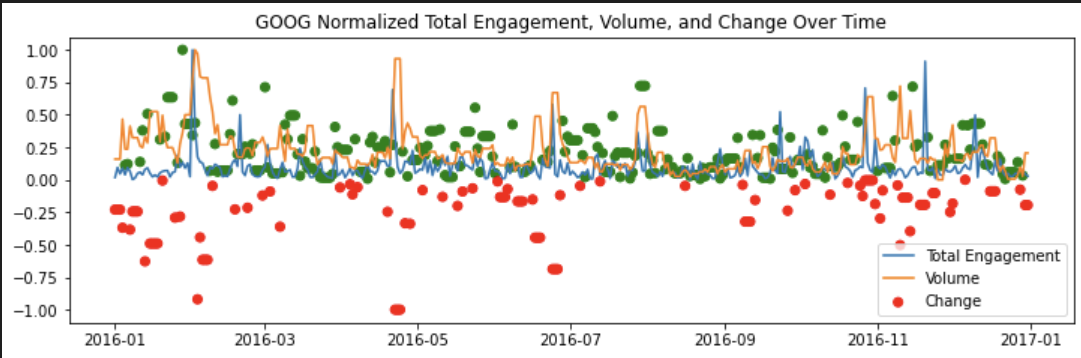 GOOG Normalized Total Engagement, Volume, and Change Over Time
1.00
0.75
0.50
0.25
0.00
−0.25
−0.50
−0.75
−1.00
Total Engagement
Volume
Change
2016-01 2016-03 2016-05 2016-07 2016-09 2016-11 2017-01